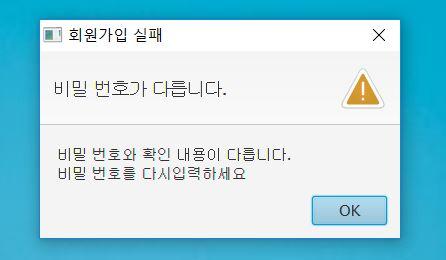 회원가입 실패
비밀 번호가 다릅니다.
비밀 번호와 확인 내용이 다릅니다.
비밀 번호를 다시입력하세요
OK